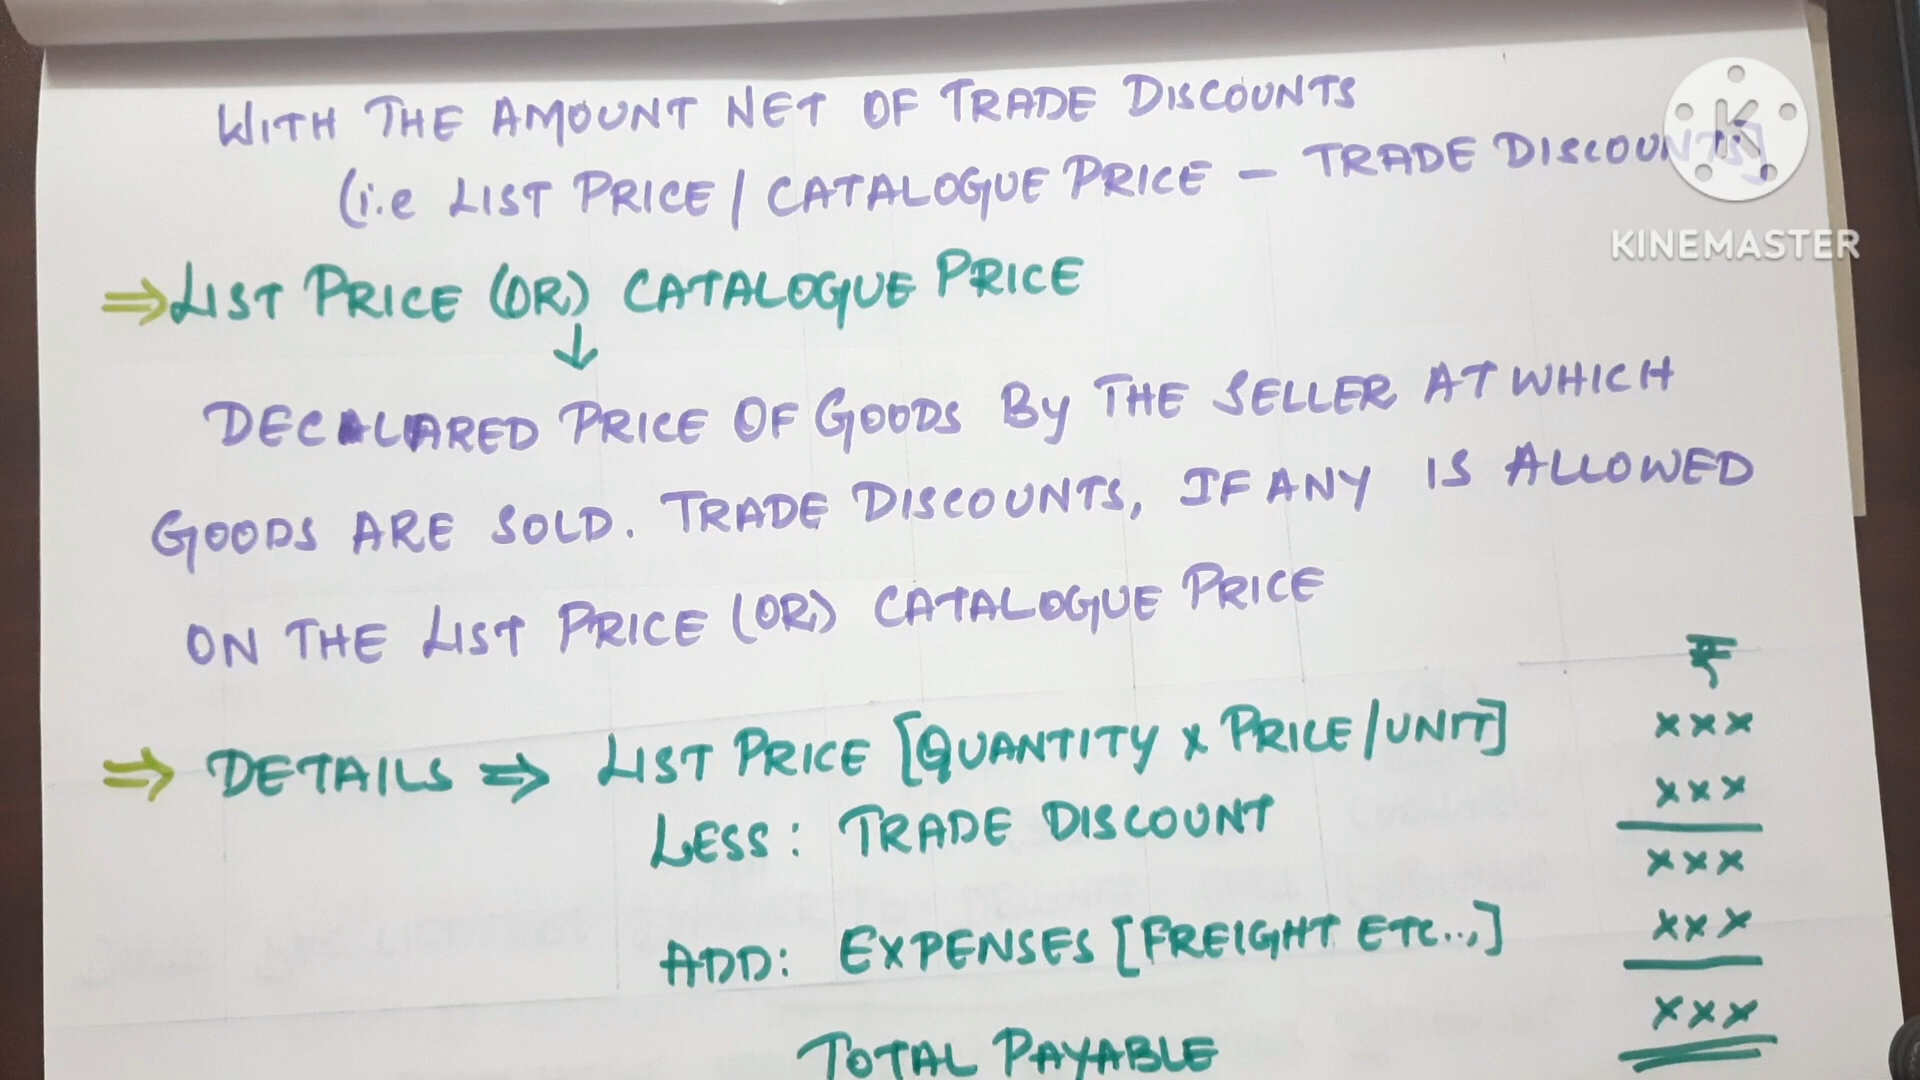 WITH THE AMOUNT NET OF TRADE DISCOUNTS
(i.e LIST PRICE / CATALOGUE PRICE – TRADE DISCOUNTS]
KINEMASTER
⇒ LIST PRICE (OR) CATALOGUE PRICE
↓
DECALARED PRICE OF GOODS BY THE SELLER AT WHICH
GOODS ARE SOLD. TRADE DISCOUNTS, IF ANY IS ALLOWED
ON THE LIST PRICE (OR) CATALOGUE PRICE
₹
⇒ DETAILS ⇒ LIST PRICE [QUANTITY x PRICE/UNIT] xxx
LESS: TRADE DISCOUNT xxx
xxx
ADD: EXPENSES [FREIGHT ETC..,] xxx
TOTAL PAYABLE xxx